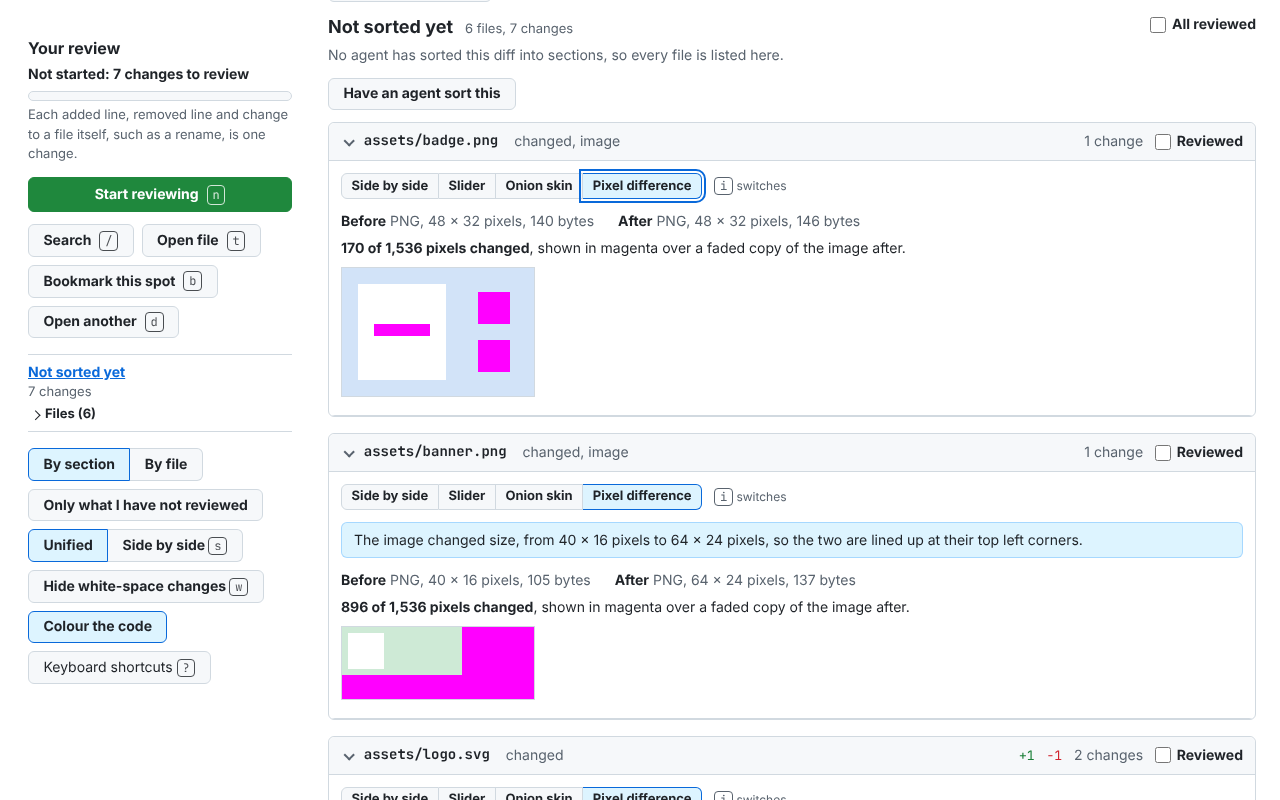 Your review
Not started: 7 changes to review
Each added line, removed line and change
to a file itself, such as a rename, is one
change.
Start reviewing n
Search / Open file t
Bookmark this spot b
Open another d
Not sorted yet
7 changes
Files (6)
By section By file
Only what I have not reviewed
Unified Side by side s
Hide white-space changes w
Colour the code
Keyboard shortcuts ?
Not sorted yet 6 files, 7 changes
All reviewed
No agent has sorted this diff into sections, so every file is listed here.
Have an agent sort this
assets/badge.png changed, image 1 change Reviewed
Side by side Slider Onion skin Pixel difference i switches
Before PNG, 48 × 32 pixels, 140 bytes After PNG, 48 × 32 pixels, 146 bytes
170 of 1,536 pixels changed, shown in magenta over a faded copy of the image after.
assets/banner.png changed, image 1 change Reviewed
Side by side Slider Onion skin Pixel difference i switches
The image changed size, from 40 × 16 pixels to 64 × 24 pixels, so the two are lined up at their top left corners.
Before PNG, 40 × 16 pixels, 105 bytes After PNG, 64 × 24 pixels, 137 bytes
896 of 1,536 pixels changed, shown in magenta over a faded copy of the image after.
assets/logo.svg changed +1 -1 2 changes Reviewed
Side by side Slider Onion skin Pixel difference i switches